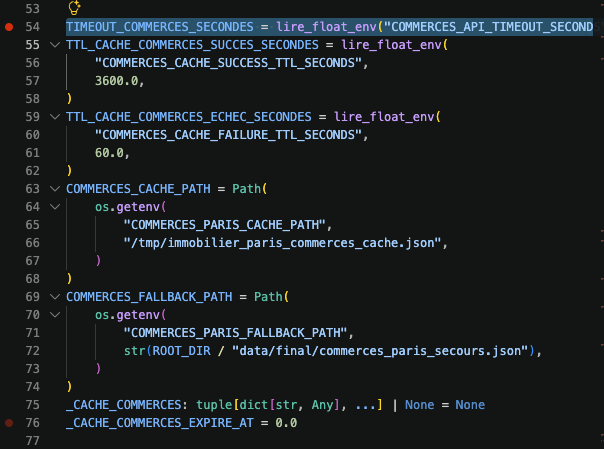 53
54 TIMEOUT_COMMERCES_SECONDES = lire_float_env("COMMERCES_API_TIMEOUT_SECOND
55 TTL_CACHE_COMMERCES_SUCCES_SECONDES = lire_float_env(
56 "COMMERCES_CACHE_SUCCESS_TTL_SECONDS",
57 3600.0,
58 )
59 TTL_CACHE_COMMERCES_ECHEC_SECONDES = lire_float_env(
60 "COMMERCES_CACHE_FAILURE_TTL_SECONDS",
61 60.0,
62 )
63 COMMERCES_CACHE_PATH = Path(
64 os.getenv(
65 "COMMERCES_PARIS_CACHE_PATH",
66 "/tmp/immobilier_paris_commerces_cache.json",
67 )
68 )
69 COMMERCES_FALLBACK_PATH = Path(
70 os.getenv(
71 "COMMERCES_PARIS_FALLBACK_PATH",
72 str(ROOT_DIR / "data/final/commerces_paris_secours.json"),
73 )
74 )
75 _CACHE_COMMERCES: tuple[dict[str, Any], ...] | None = None
76 _CACHE_COMMERCES_EXPIRE_AT = 0.0
77